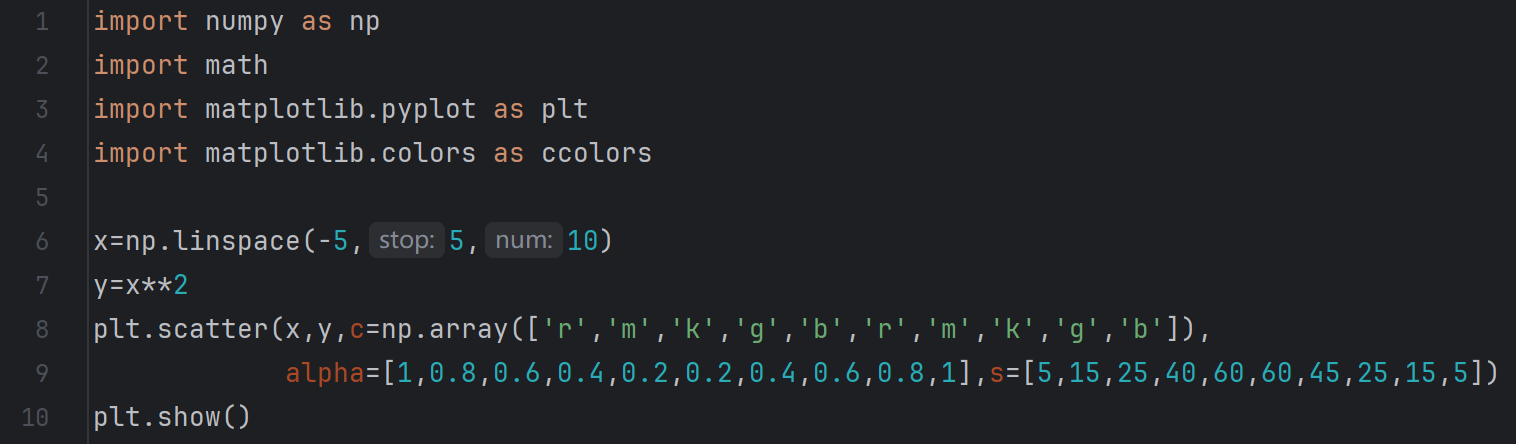 1 import numpy as np
2 import math
3 import matplotlib.pyplot as plt
4 import matplotlib.colors as ccolors
5
6 x=np.linspace(-5, stop: 5, num: 10)
7 y=x**2
8 plt.scatter(x,y,c=np.array(['r','m','k','g','b','r','m','k','g','b']),
9 alpha=[1,0.8,0.6,0.4,0.2,0.2,0.4,0.6,0.8,1],s=[5,15,25,40,60,60,45,25,15,5])
10 plt.show()